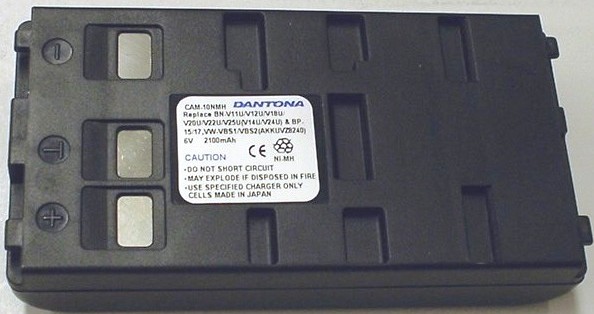 CAM-10NMH DANTONA
Replace BN-V11U/V12U/V18U/
V20U/V22U/V25U(V14U/V24U) & BP-
15/17,VW-VBS1/VBS2(AKKUVZ8240)
6V 2100mAh
CAUTION Ni-MH
•DO NOT SHORT CIRCUIT
•MAY EXPLODE IF DISPOSED IN FIRE
•USE SPECIFIED CHARGER ONLY
CELLS MADE IN JAPAN
−
T
+